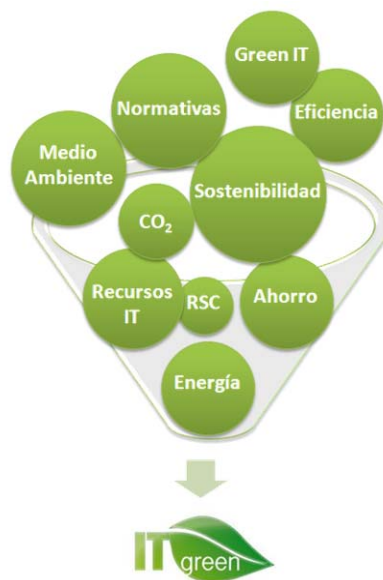 Green IT
Normativas
Eficiencia
Medio
Ambiente
Sostenibilidad
CO₂
Recursos
IT
RSC
Ahorro
Energía
IT green